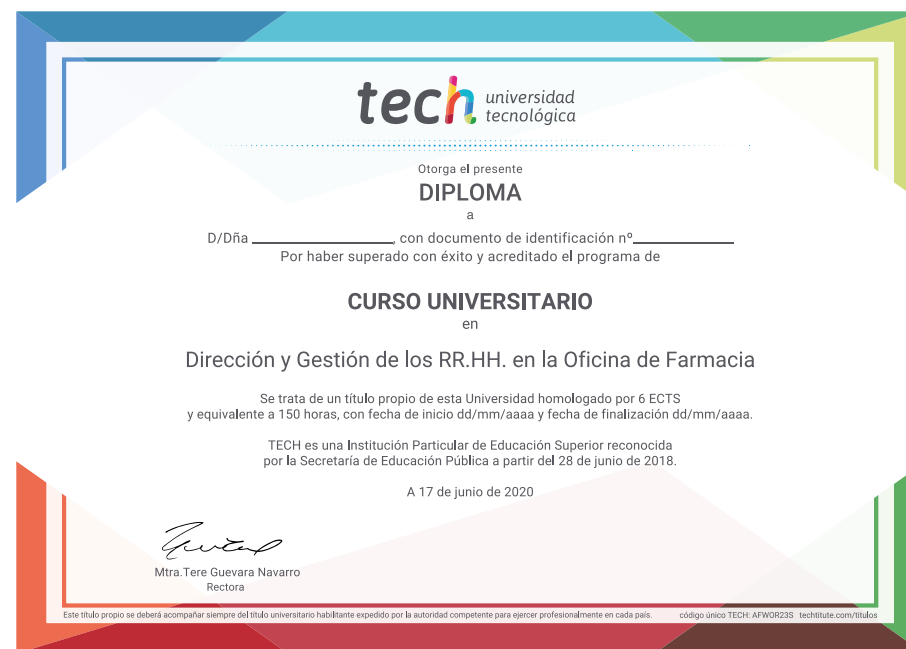 tech universidad
tecnológica
Otorga el presente
DIPLOMA
a
D/Dña ____________________, con documento de identificación nº______________
Por haber superado con éxito y acreditado el programa de
CURSO UNIVERSITARIO
en
Dirección y Gestión de los RR.HH. en la Oficina de Farmacia
Se trata de un título propio de esta Universidad homologado por 6 ECTS
y equivalente a 150 horas, con fecha de inicio dd/mm/aaaa y fecha de finalización dd/mm/aaaa.
TECH es una Institución Particular de Educación Superior reconocida
por la Secretaría de Educación Pública a partir del 28 de junio de 2018.
A 17 de junio de 2020
Mtra.Tere Guevara Navarro
Rectora
Este título propio se deberá acompañar siempre del título universitario habilitante expedido por la autoridad competente para ejercer profesionalmente en cada país. código único TECH: AFWOR23S techtitute.com/titulos